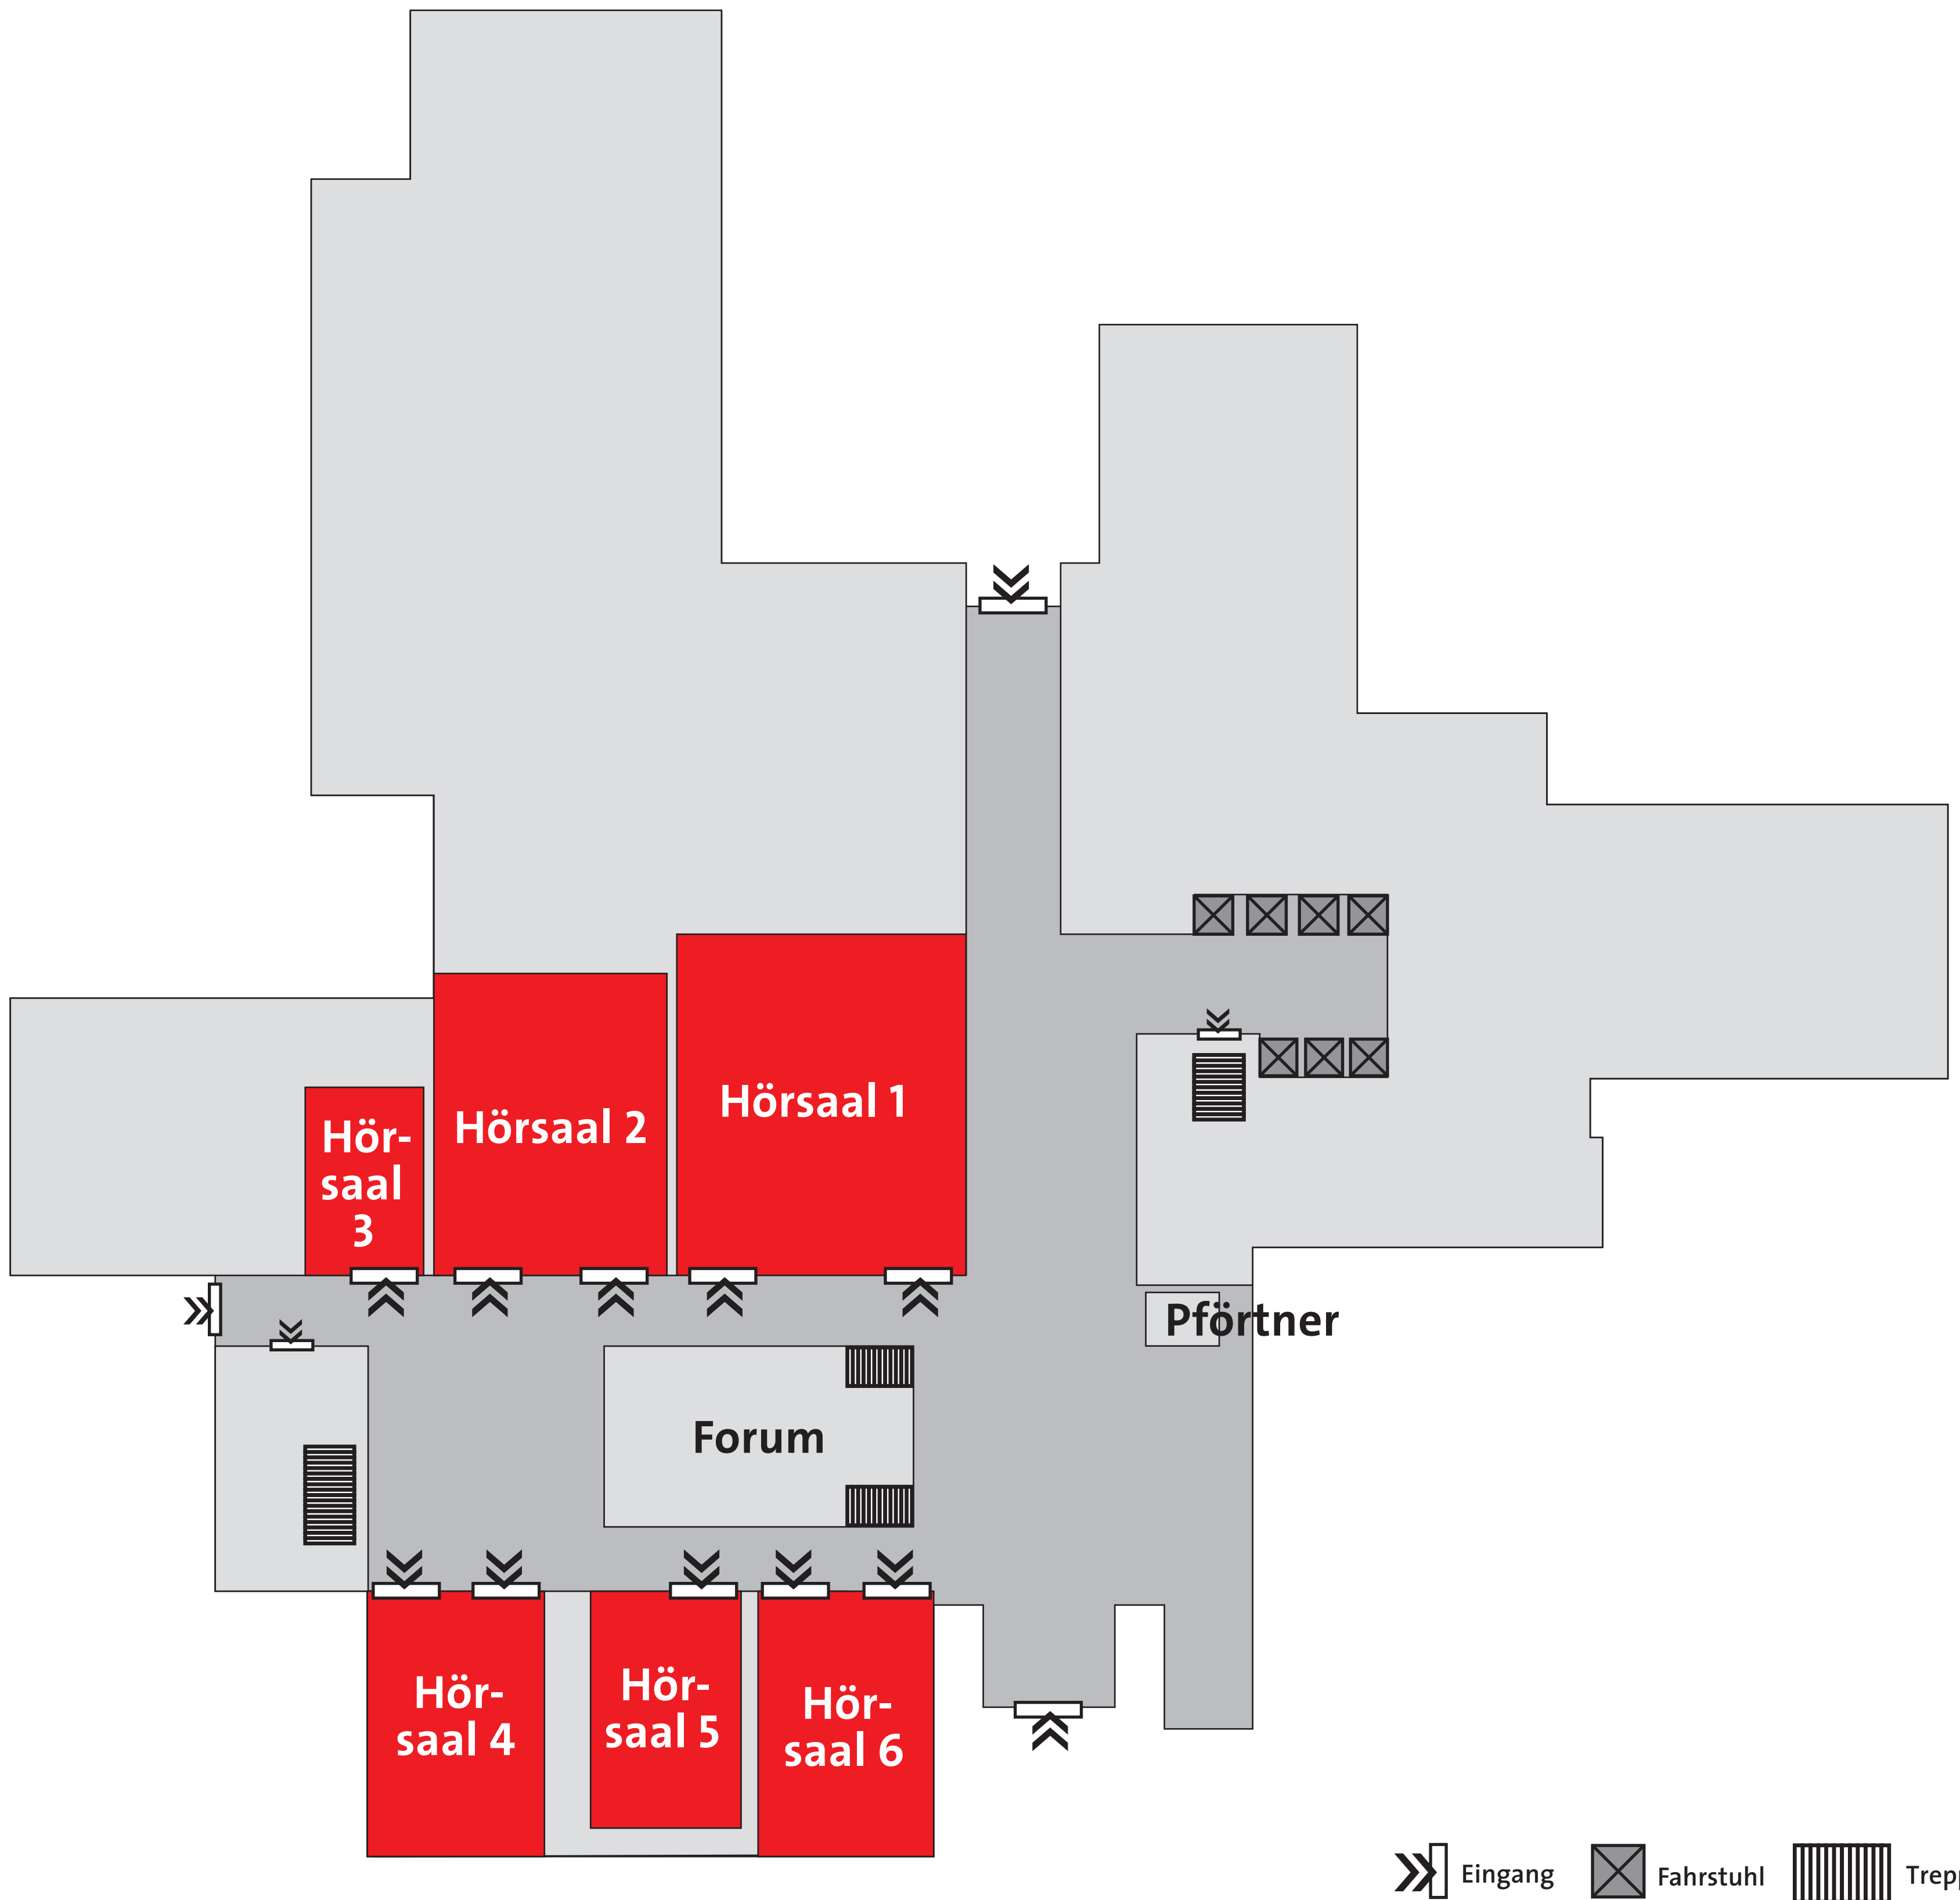 Hörsaal 1
Hörsaal 2
Hör-
saal
3
Pförtner
Forum
Hör-
saal 4
Hör-
saal 5
Hör-
saal 6
Eingang
Fahrstuhl